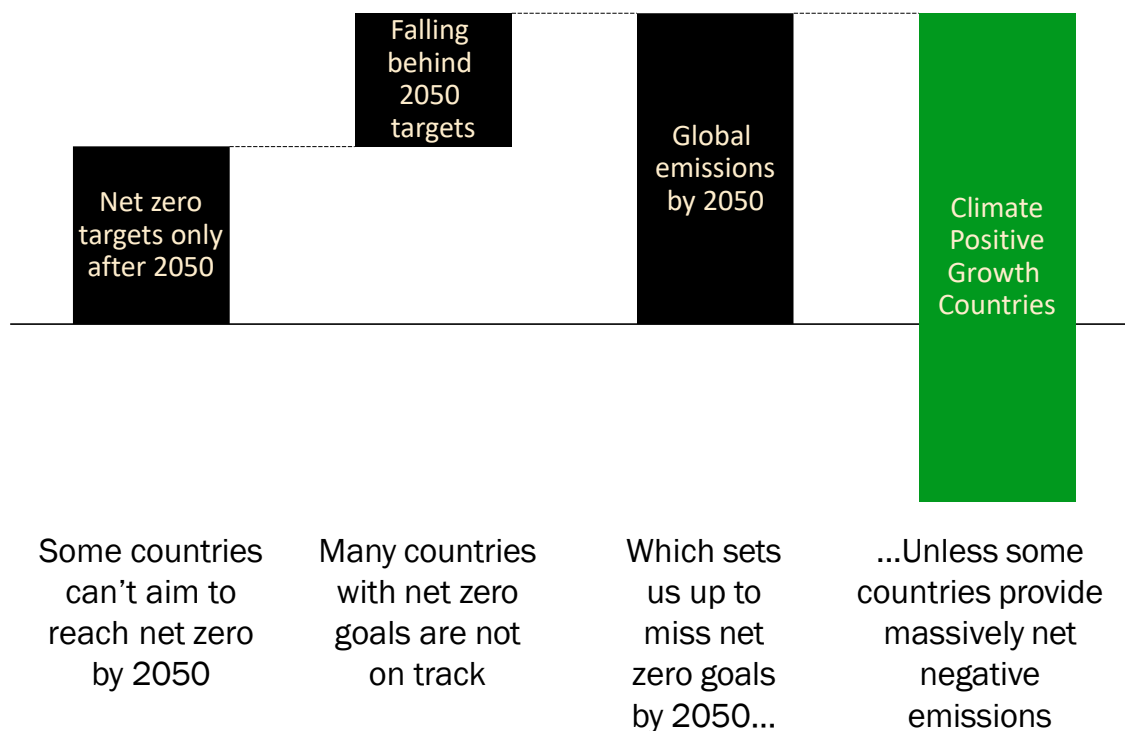 Falling
behind
2050
targets
Net zero
targets only
after 2050
Global
emissions
by 2050
Climate
Positive
Growth
Countries
Some countries
can’t aim to
reach net zero
by 2050
Many countries
with net zero
goals are not
on track
Which sets
us up to
miss net
zero goals
by 2050...
...Unless some
countries provide
massively net
negative
emissions